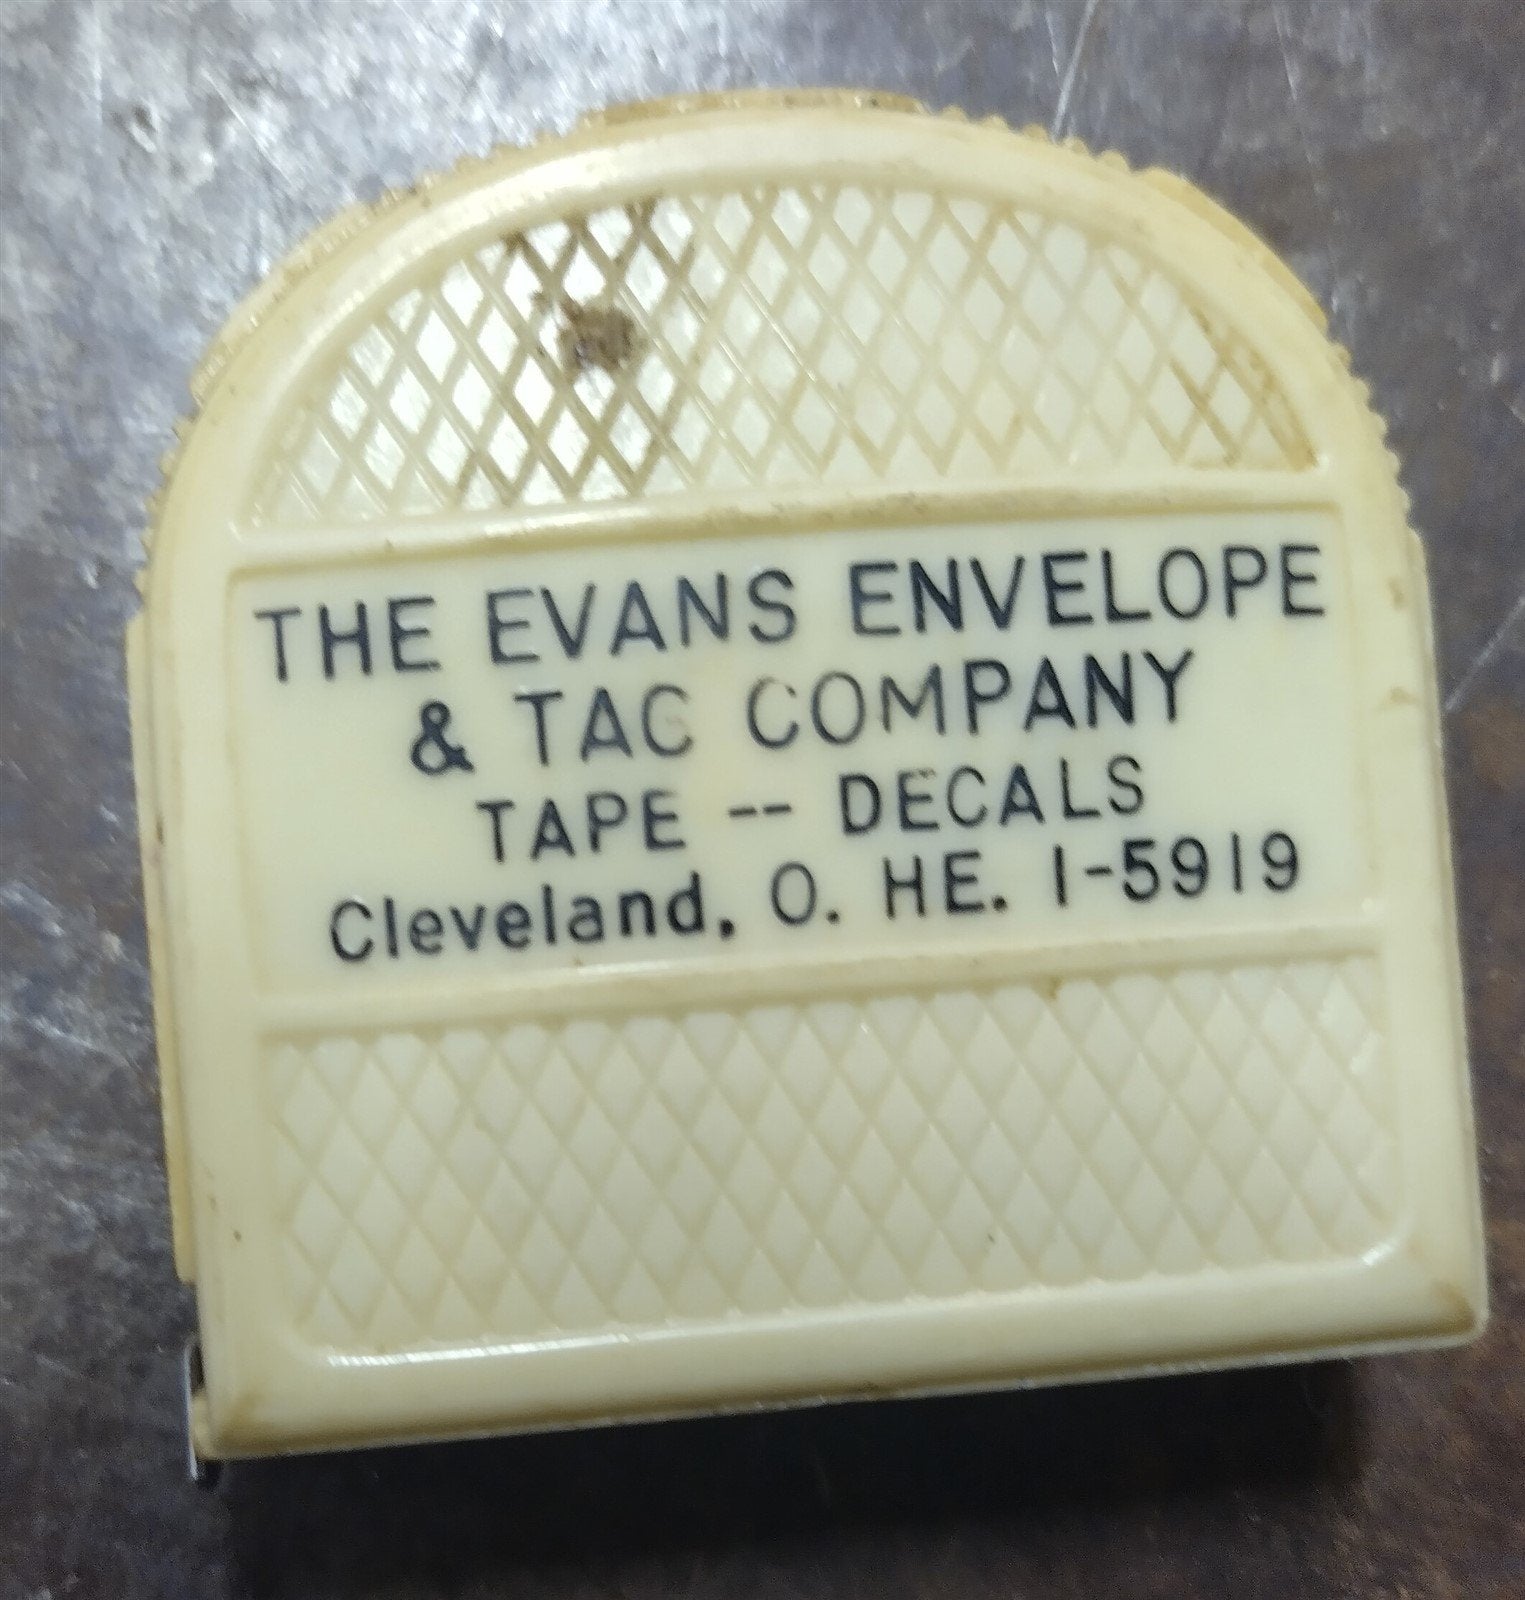 THE EVANS ENVELOPE
& TAC COMPANY
TAPE -- DECALS
Cleveland, O. HE. 1-5919